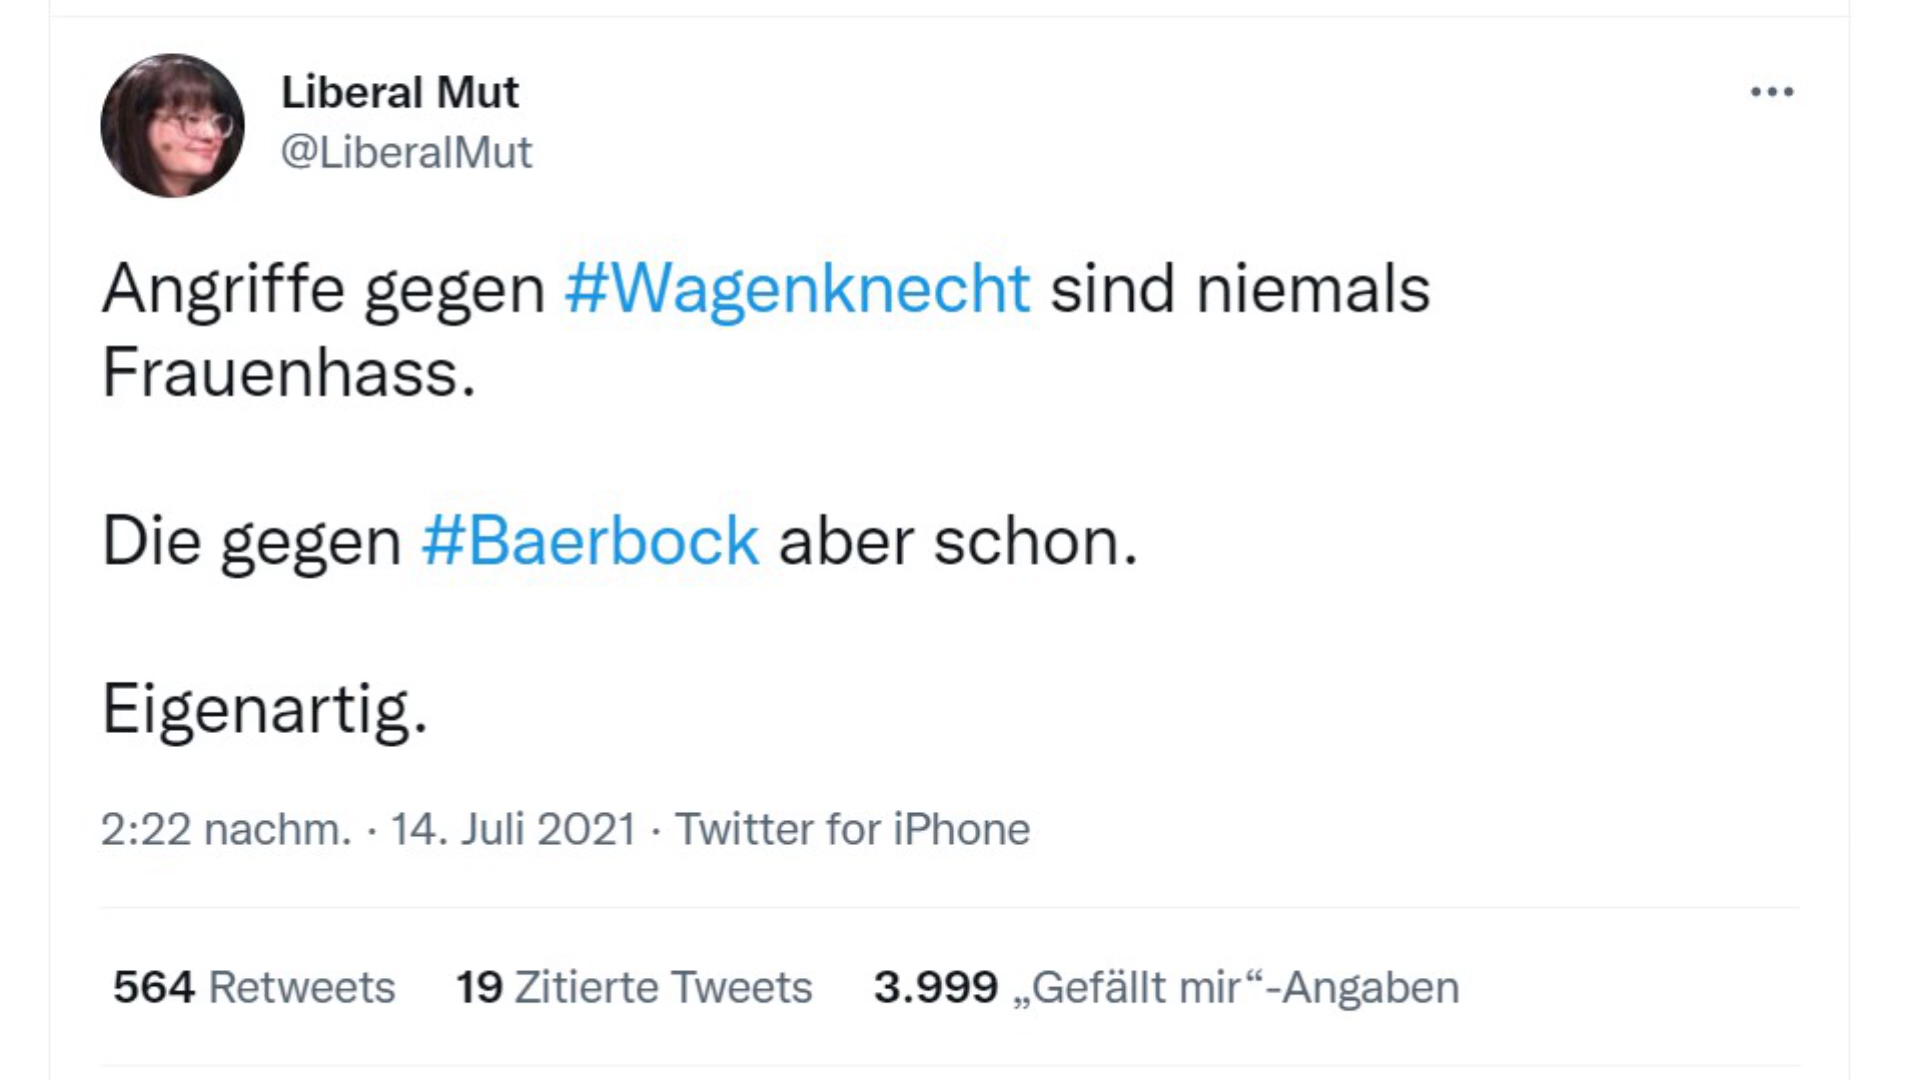 Liberal Mut
@LiberalMut
Angriffe gegen #Wagenknecht sind niemals
Frauenhass.
Die gegen #Baerbock aber schon.
Eigenartig.
2:22 nachm. · 14. Juli 2021 · Twitter for iPhone
564 Retweets 19 Zitierte Tweets 3.999 „Gefällt mir“-Angaben